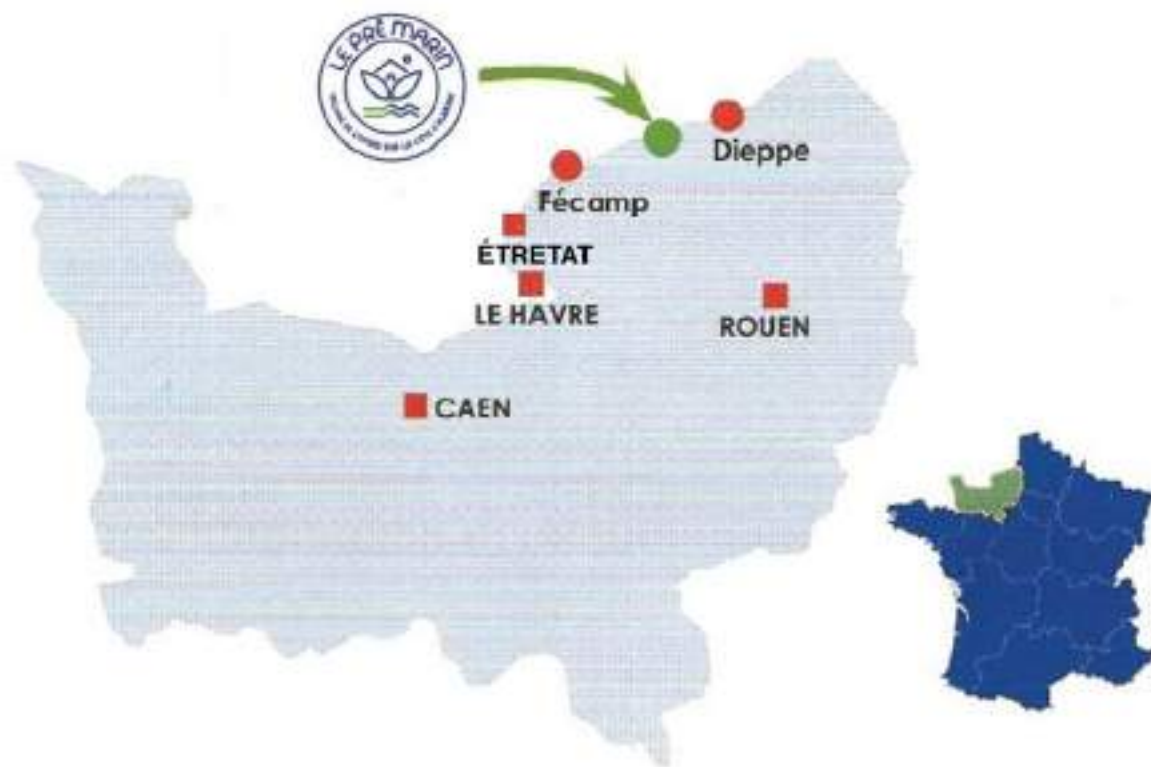 LE PRÉ MARIN
Dieppe
Fécamp
ÉTRETAT
LE HAVRE
ROUEN
CAEN